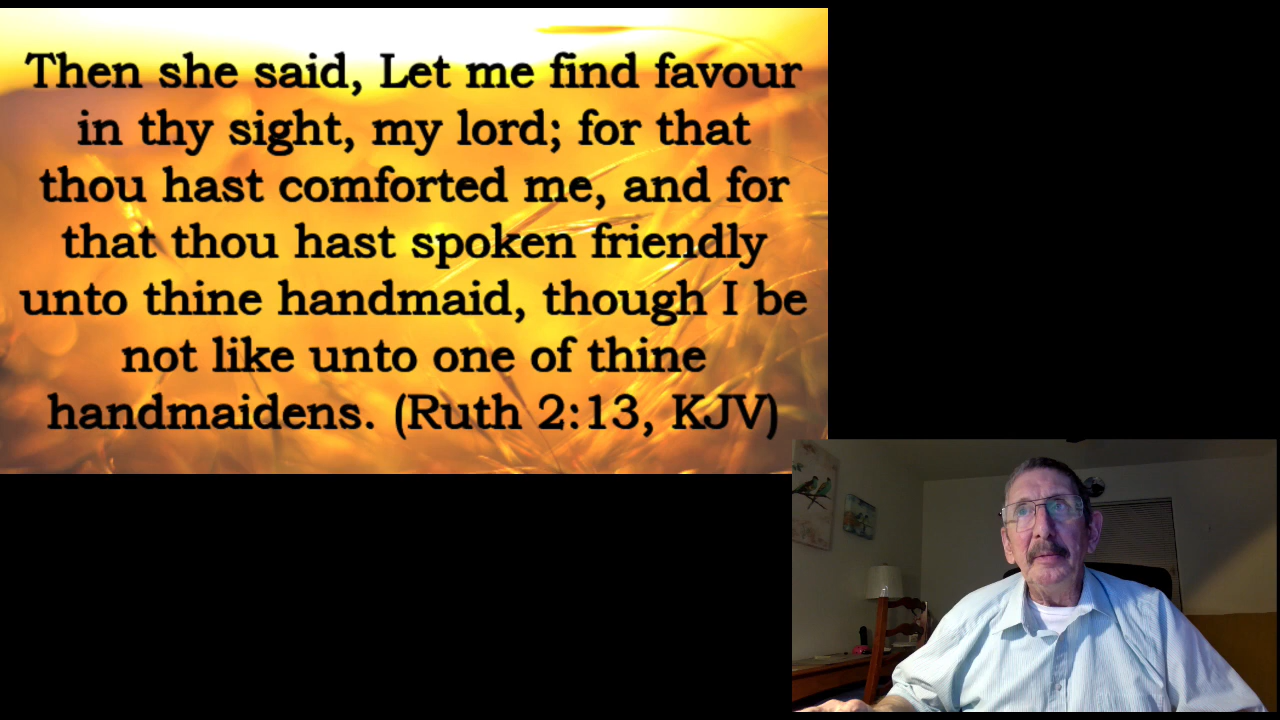 Then she said, Let me find favour
in thy sight, my lord; for that
thou hast comforted me, and for
that thou hast spoken friendly
unto thine handmaid, though I be
not like unto one of thine
handmaidens. (Ruth 2:13, KJV)